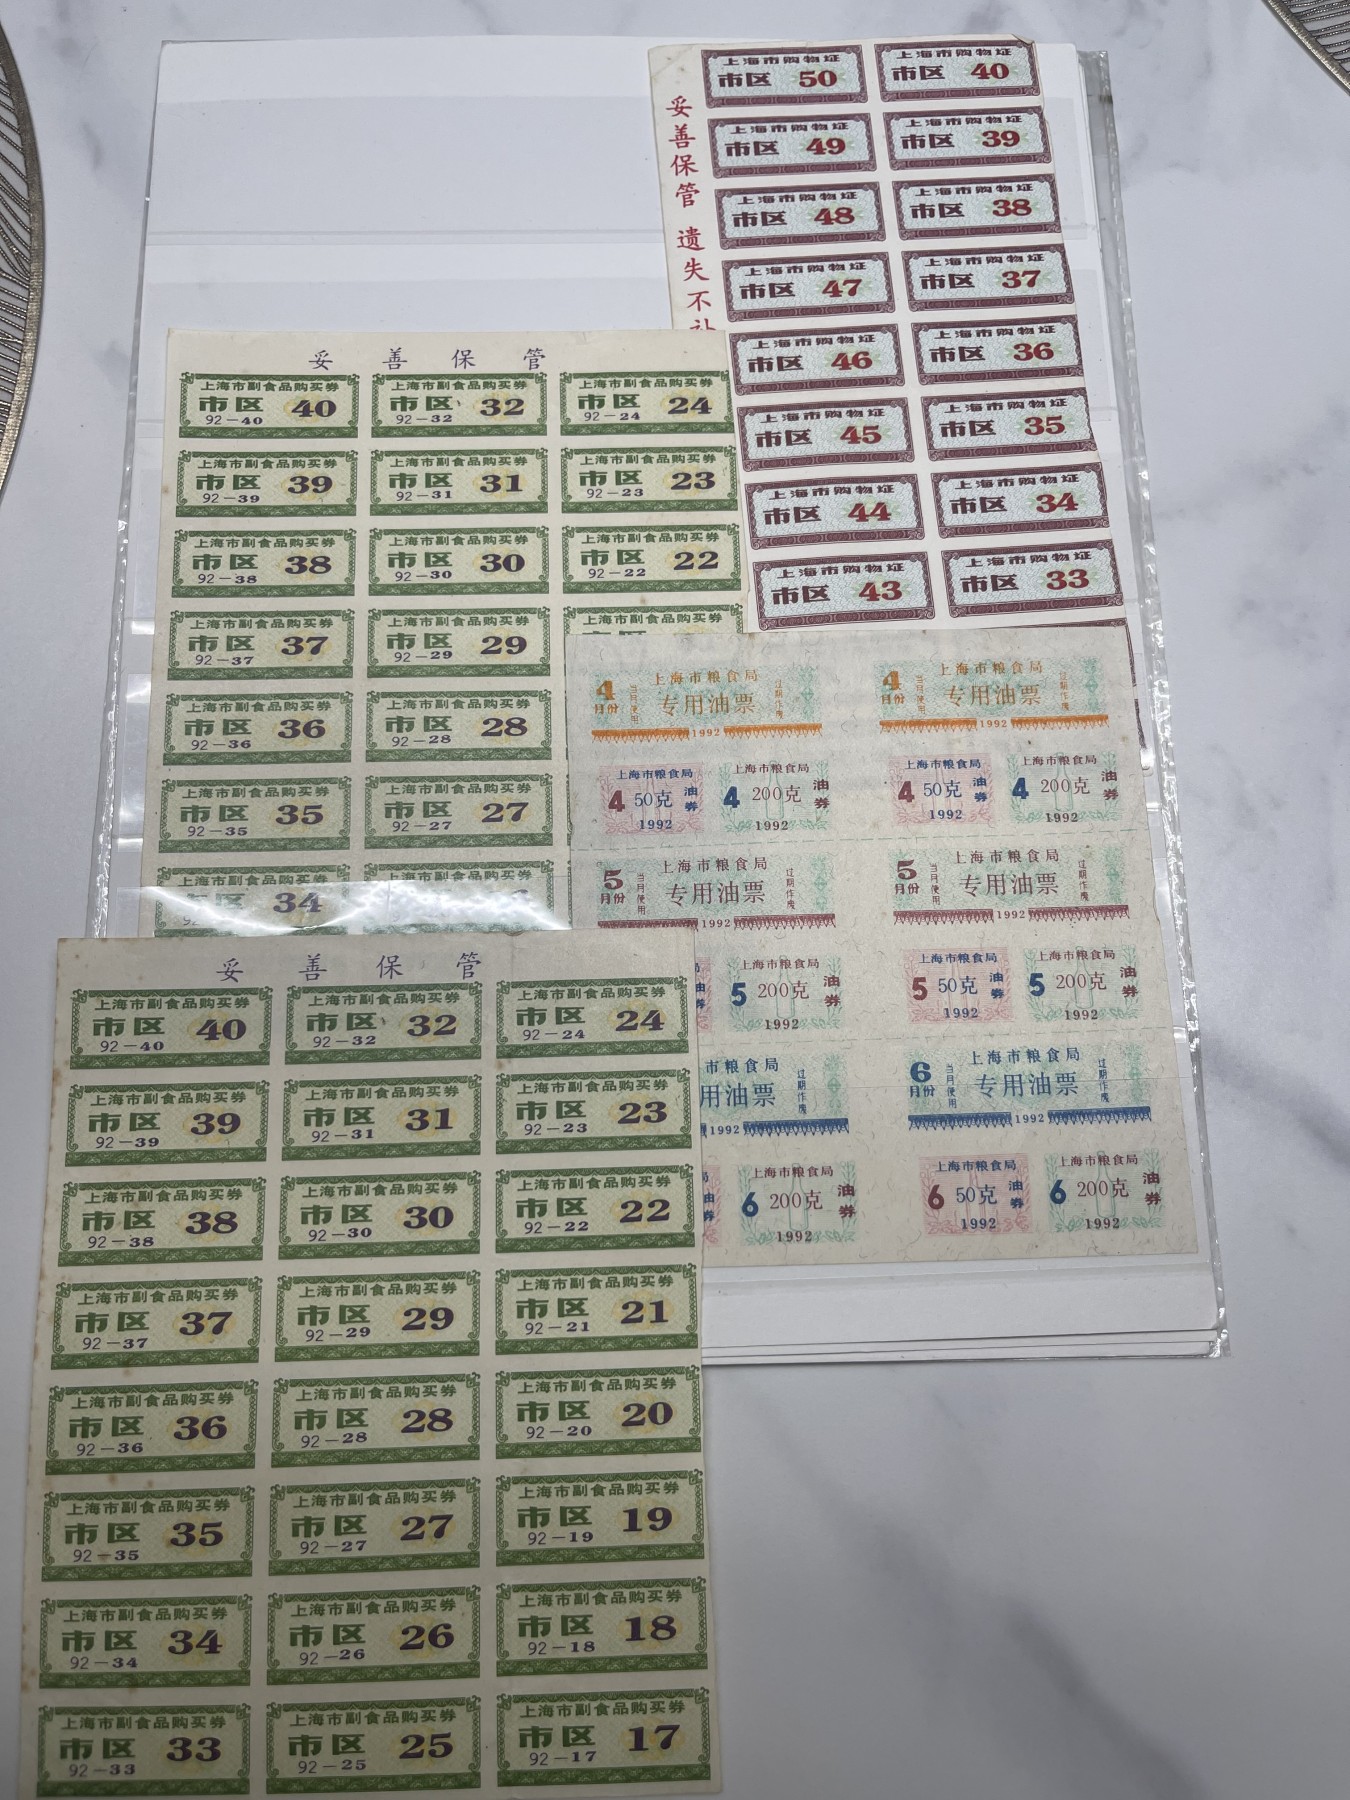 妥善保管 遗失不补
上海市购物证
市区 50
上海市购物证
市区 40
上海市购物证
市区 49
上海市购物证
市区 39
上海市购物证
市区 48
上海市购物证
市区 38
上海市购物证
市区 47
上海市购物证
市区 37
上海市购物证
市区 46
上海市购物证
市区 36
上海市购物证
市区 45
上海市购物证
市区 35
上海市购物证
市区 44
上海市购物证
市区 34
上海市购物证
市区 43
上海市购物证
市区 33
妥善保管
上海市副食品购买券
市区 40
92-40
上海市副食品购买券
市区 32
92-32
上海市副食品购买券
市区 24
92-24
上海市副食品购买券
市区 39
92-39
上海市副食品购买券
市区 31
92-31
上海市副食品购买券
市区 23
92-23
上海市副食品购买券
市区 38
92-38
上海市副食品购买券
市区 30
92-30
上海市副食品购买券
市区 22
92-22
上海市副食品购买券
市区 37
92-37
上海市副食品购买券
市区 29
92-29
上海市副食品购买券
上海市副食品购买券
市区 36
92-36
上海市副食品购买券
市区 28
92-28
上海市副食品购买券
市区 35
92-35
上海市副食品购买券
市区 27
92-27
上海市副食品购买券
34
上海市粮食局
4月份 当月使用 专用油票 过期作废
1992
上海市粮食局
4月份 当月使用 专用油票 过期作废
1992
上海市粮食局
4 50克 油券
1992
上海市粮食局
4 200克 油券
1992
上海市粮食局
4 50克 油券
1992
上海市粮食局
4 200克 油券
1992
上海市粮食局
5月份 当月使用 专用油票 过期作废
1992
上海市粮食局
5月份 当月使用 专用油票 过期作废
1992
局
油券
上海市粮食局
5 200克 油券
1992
上海市粮食局
5 50克 油券
1992
上海市粮食局
5 200克 油券
1992
市粮食局
用油票 过期作废
1992
上海市粮食局
6月份 当月使用 专用油票 过期作废
1992
局
油券
上海市粮食局
6 200克 油券
1992
上海市粮食局
6 50克 油券
1992
上海市粮食局
6 200克 油券
1992
妥善保管
上海市副食品购买券
市区 40
92-40
上海市副食品购买券
市区 32
92-32
上海市副食品购买券
市区 24
92-24
上海市副食品购买券
市区 39
92-39
上海市副食品购买券
市区 31
92-31
上海市副食品购买券
市区 23
92-23
上海市副食品购买券
市区 38
92-38
上海市副食品购买券
市区 30
92-30
上海市副食品购买券
市区 22
92-22
上海市副食品购买券
市区 37
92-37
上海市副食品购买券
市区 29
92-29
上海市副食品购买券
市区 21
92-21
上海市副食品购买券
市区 36
92-36
上海市副食品购买券
市区 28
92-28
上海市副食品购买券
市区 20
92-20
上海市副食品购买券
市区 35
92-35
上海市副食品购买券
市区 27
92-27
上海市副食品购买券
市区 19
92-19
上海市副食品购买券
市区 34
92-34
上海市副食品购买券
市区 26
92-26
上海市副食品购买券
市区 18
92-18
上海市副食品购买券
市区 33
92-33
上海市副食品购买券
市区 25
92-25
上海市副食品购买券
市区 17
92-17